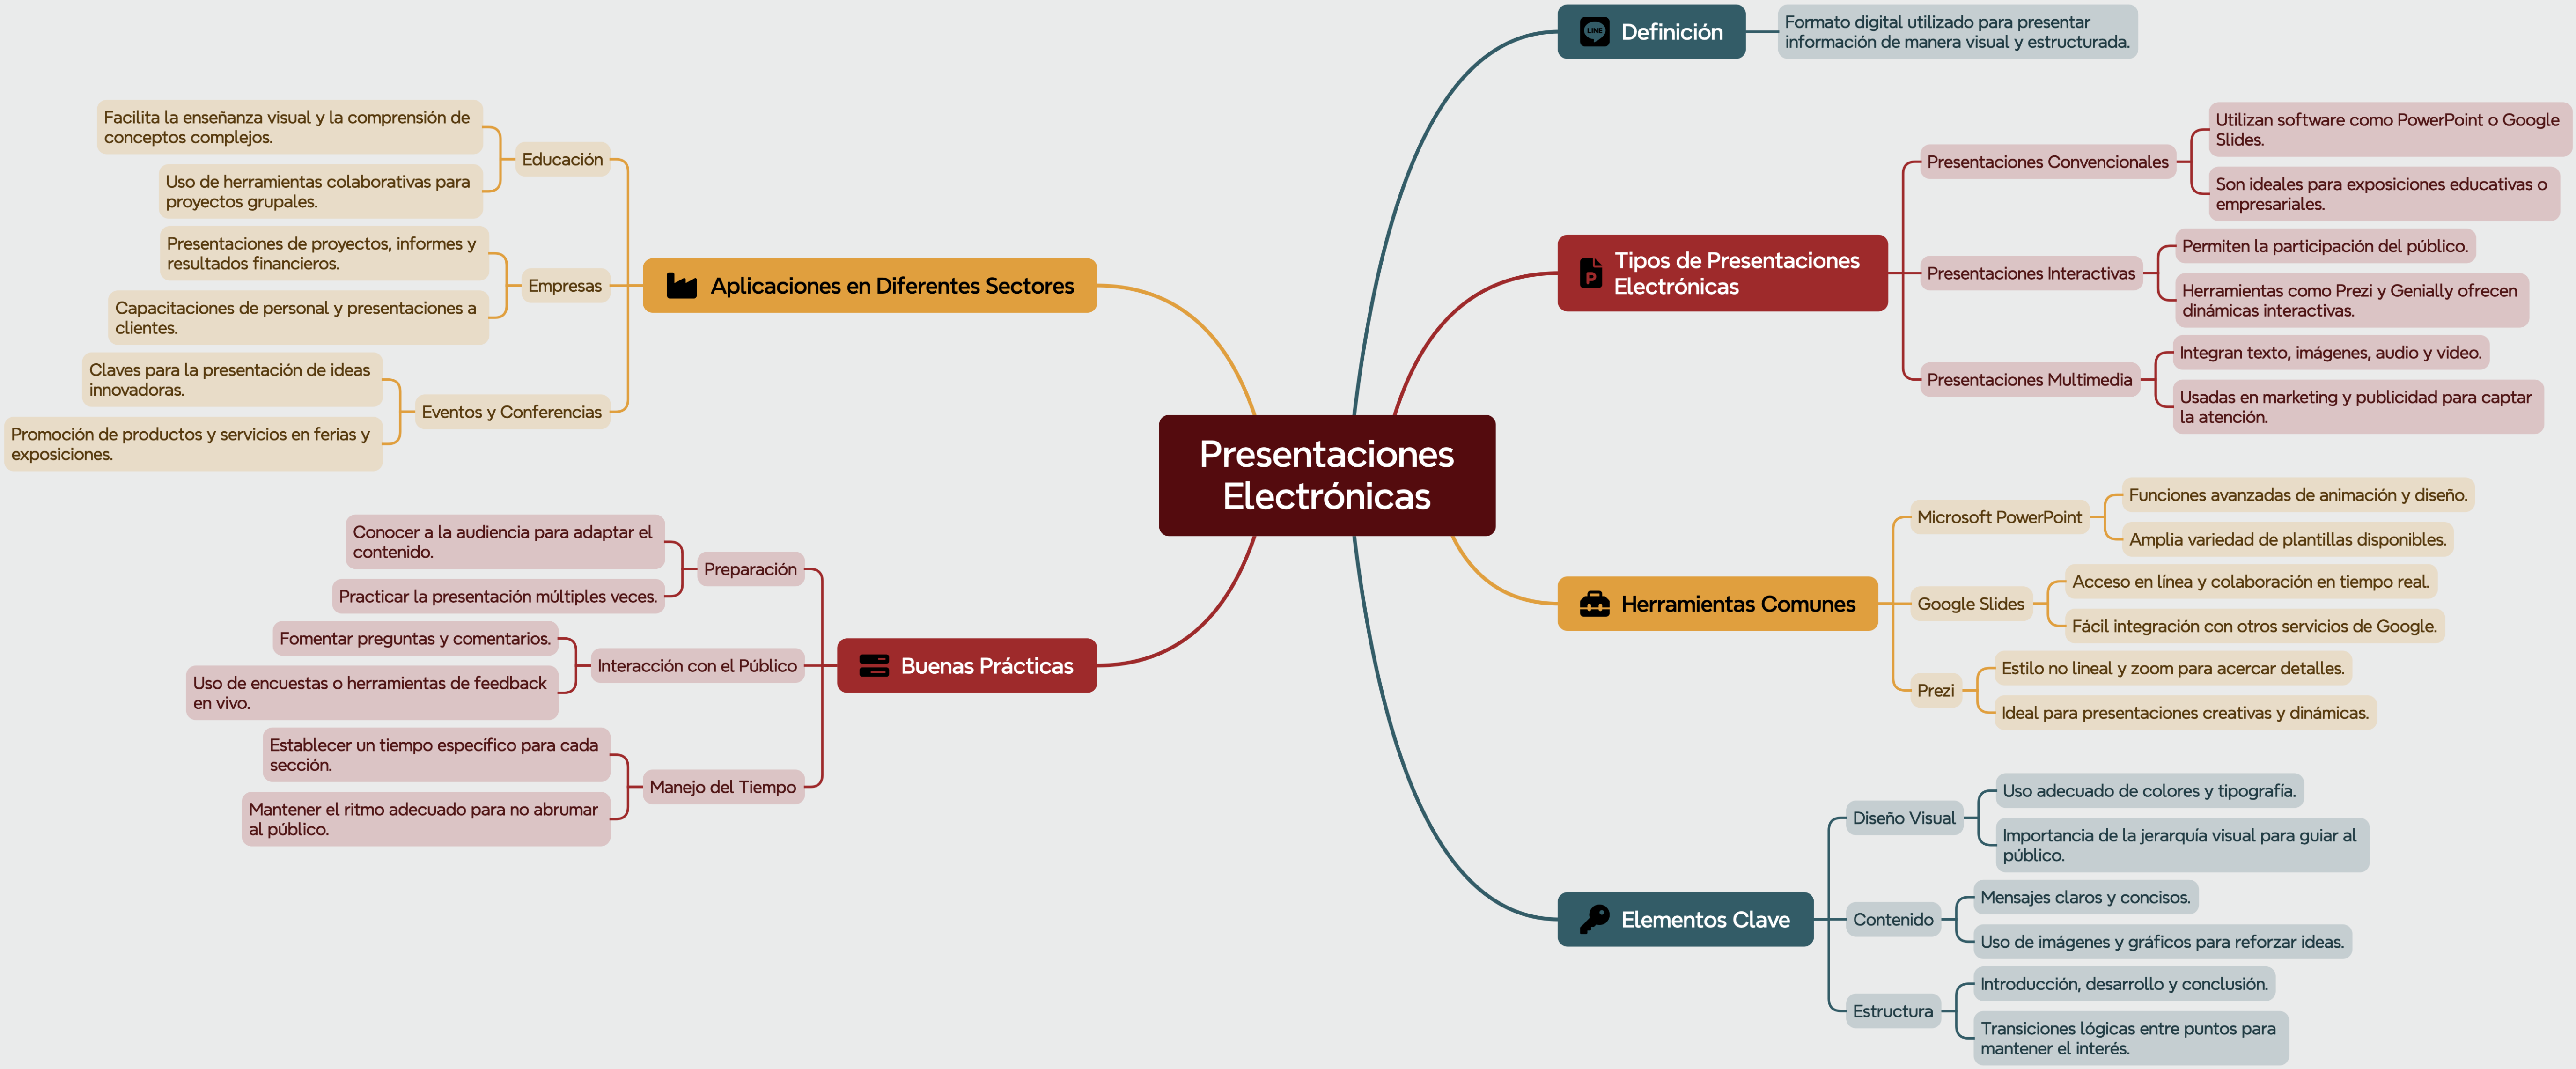 Presentaciones
Electrónicas
LINE
Definición
Formato digital utilizado para presentar
información de manera visual y estructurada.
Tipos de Presentaciones
Electrónicas
Presentaciones Convencionales
Utilizan software como PowerPoint o Google
Slides.
Son ideales para exposiciones educativas o
empresariales.
Presentaciones Interactivas
Permiten la participación del público.
Herramientas como Prezi y Genially ofrecen
dinámicas interactivas.
Presentaciones Multimedia
Integran texto, imágenes, audio y video.
Usadas en marketing y publicidad para captar
la atención.
Herramientas Comunes
Microsoft PowerPoint
Funciones avanzadas de animación y diseño.
Amplia variedad de plantillas disponibles.
Google Slides
Acceso en línea y colaboración en tiempo real.
Fácil integración con otros servicios de Google.
Prezi
Estilo no lineal y zoom para acercar detalles.
Ideal para presentaciones creativas y dinámicas.
Elementos Clave
Diseño Visual
Uso adecuado de colores y tipografía.
Importancia de la jerarquía visual para guiar al
público.
Contenido
Mensajes claros y concisos.
Uso de imágenes y gráficos para reforzar ideas.
Estructura
Introducción, desarrollo y conclusión.
Transiciones lógicas entre puntos para
mantener el interés.
Aplicaciones en Diferentes Sectores
Educación
Facilita la enseñanza visual y la comprensión de
conceptos complejos.
Uso de herramientas colaborativas para
proyectos grupales.
Empresas
Presentaciones de proyectos, informes y
resultados financieros.
Capacitaciones de personal y presentaciones a
clientes.
Eventos y Conferencias
Claves para la presentación de ideas
innovadoras.
Promoción de productos y servicios en ferias y
exposiciones.
Buenas Prácticas
Preparación
Conocer a la audiencia para adaptar el
contenido.
Practicar la presentación múltiples veces.
Interacción con el Público
Fomentar preguntas y comentarios.
Uso de encuestas o herramientas de feedback
en vivo.
Manejo del Tiempo
Establecer un tiempo específico para cada
sección.
Mantener el ritmo adecuado para no abrumar
al público.